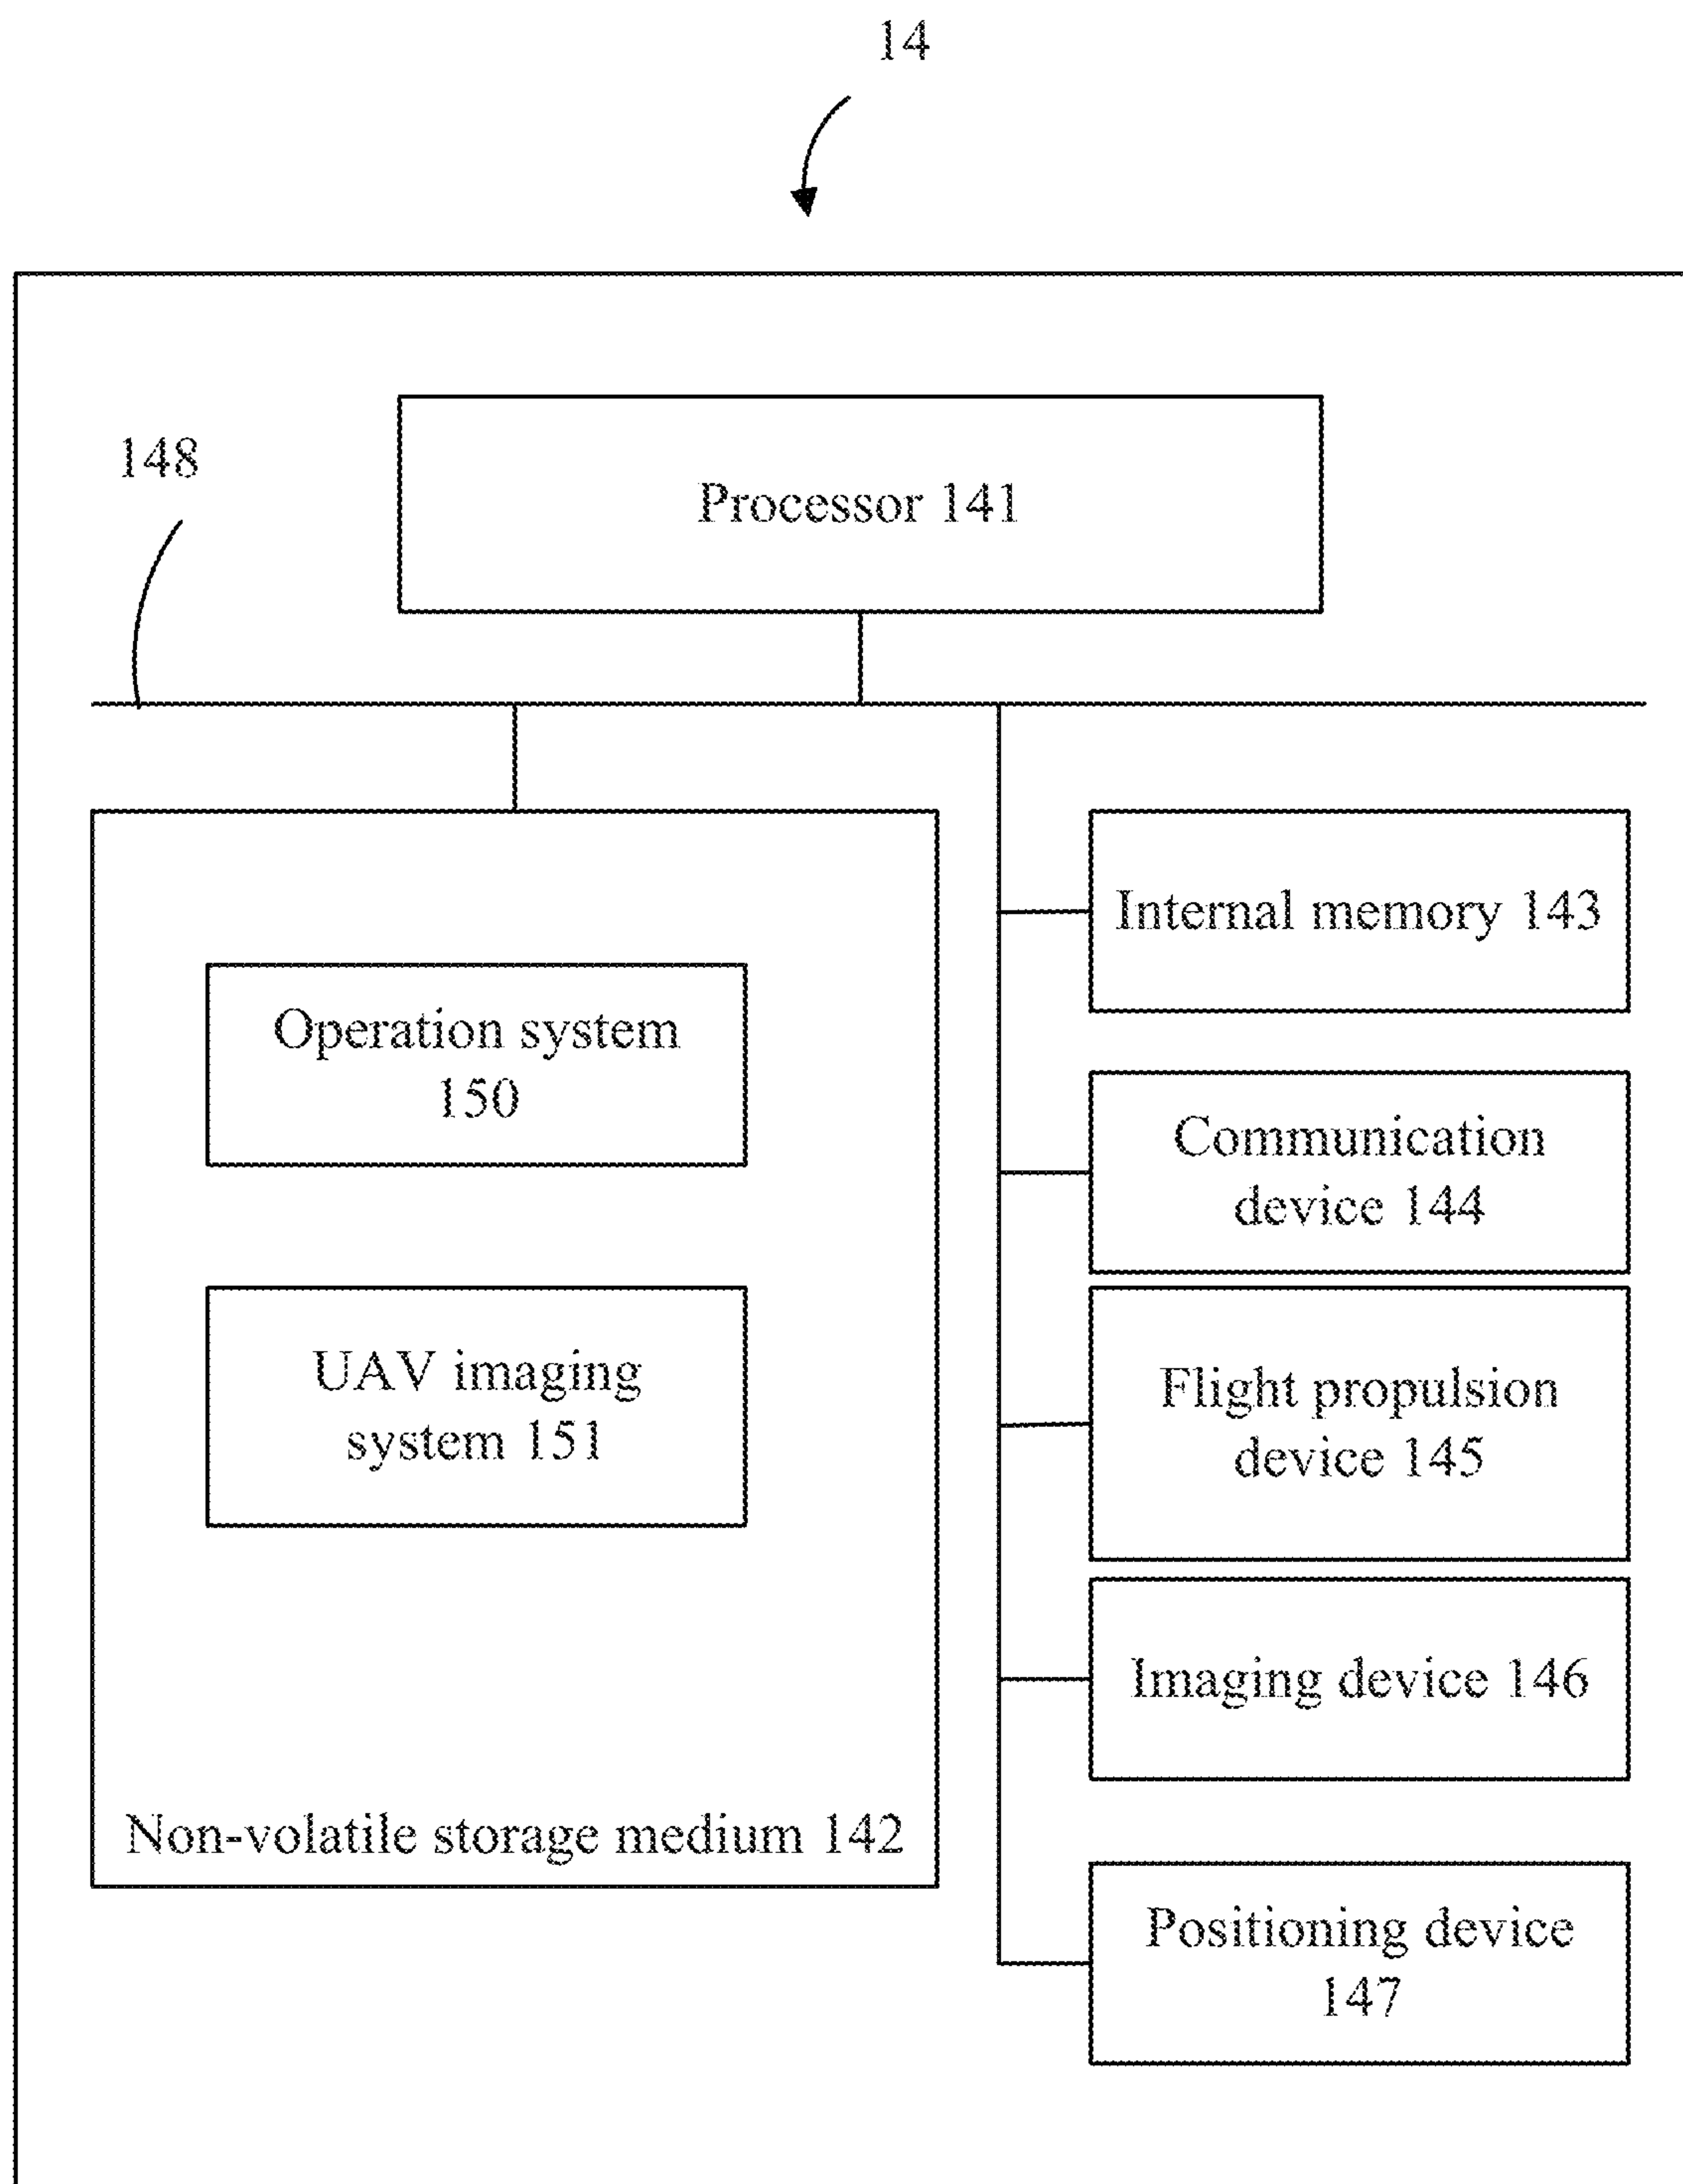 14
148
Processor 141
Operation system
150
UAV imaging
system 151
Non-volatile storage medium 142
Internal memory 143
Communication
device 144
Flight propulsion
device 145
Imaging device 146
Positioning device
147